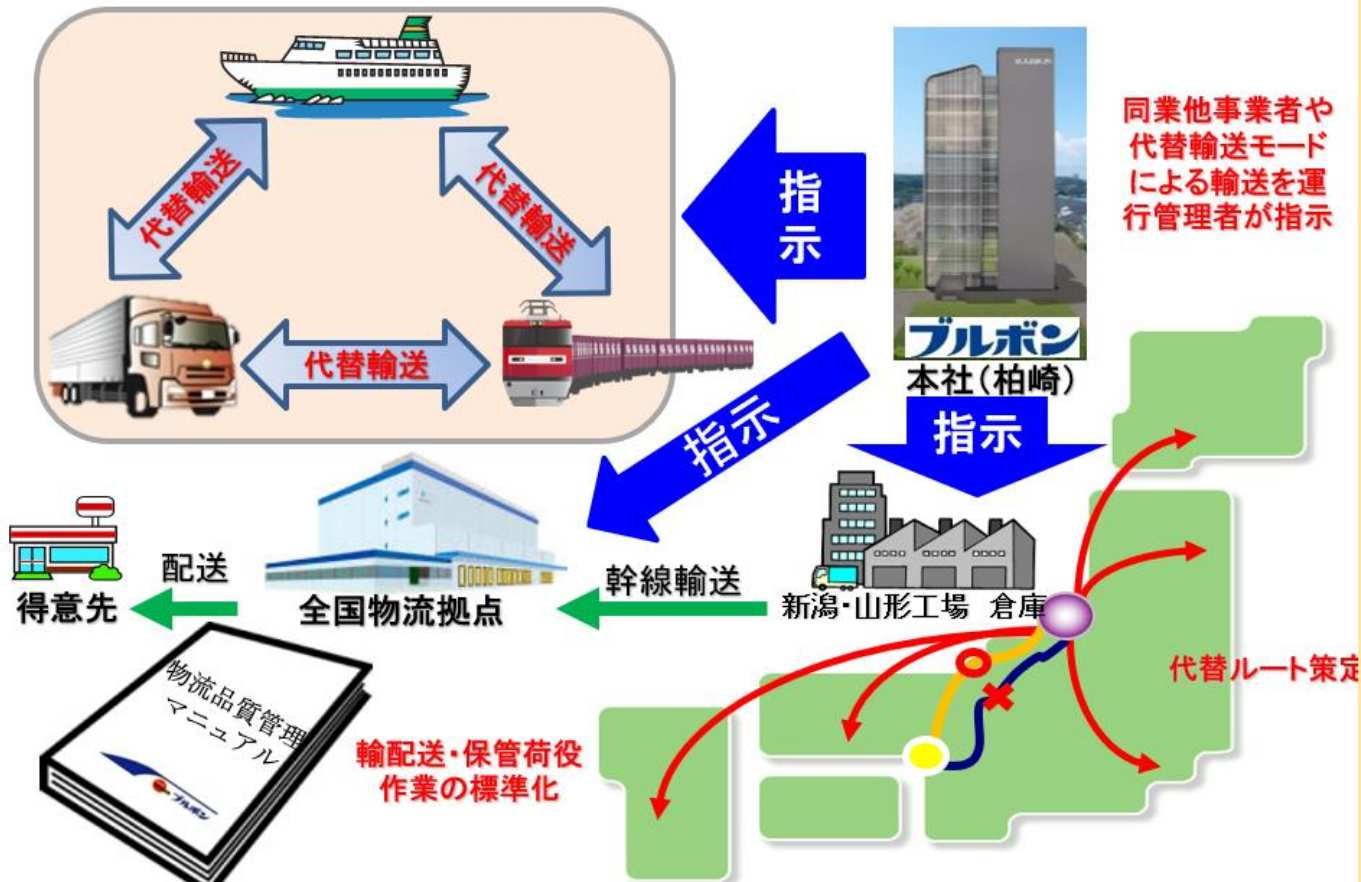 代替輸送
代替輸送
代替輸送
指
示
ブルボン
本社(柏崎)
同業他事業者や
代替輸送モード
による輸送を運
行管理者が指示
指示
指示
得意先
配送
全国物流拠点
幹線輸送
新潟・山形工場 倉庫
代替ルート策定
物流品質管理
マニュアル
ブルボン
輸配送・保管荷役
作業の標準化